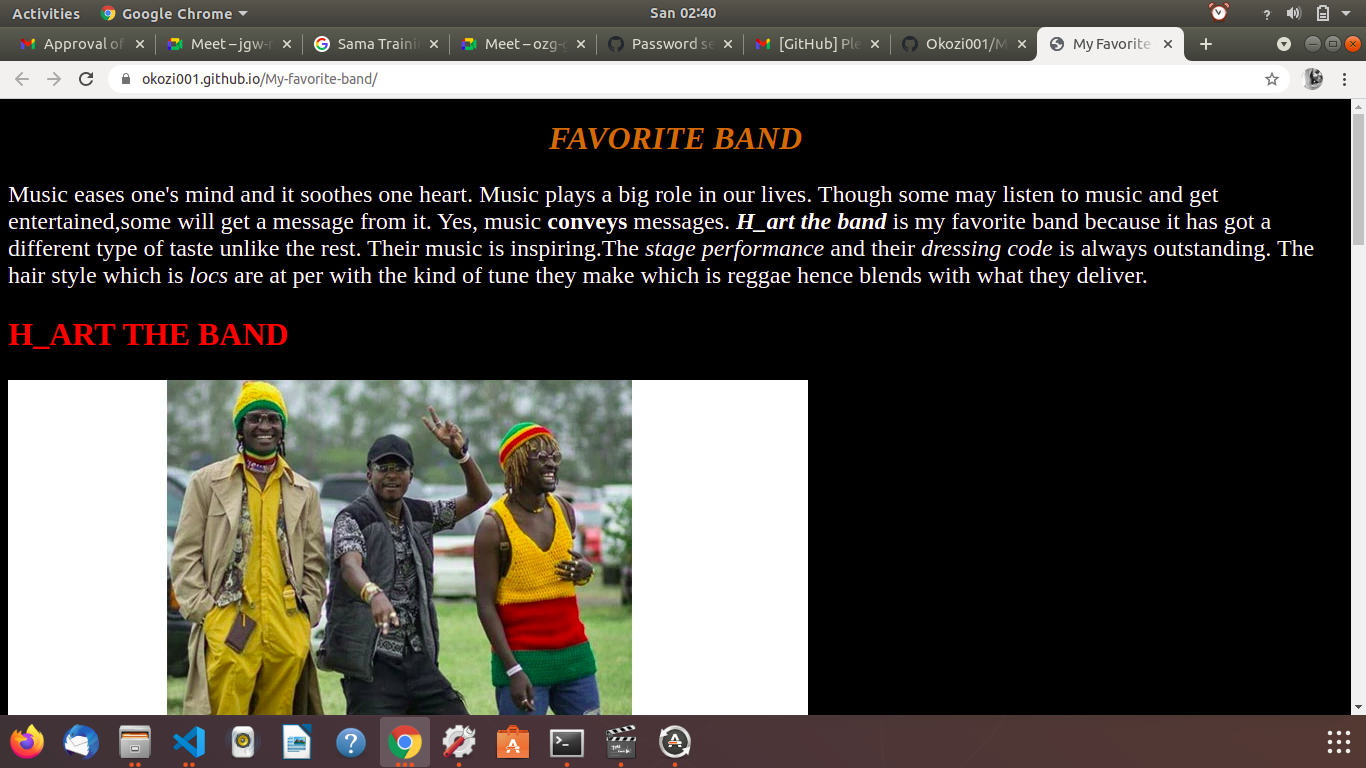 Activities Google Chrome San 02:40
Approval of Meet – jgw-r Sama Traini Meet – ozg-g Password se [GitHub] Ple Okozi001/M My Favorite
okozi001.github.io/My-favorite-band/
FAVORITE BAND
Music eases one's mind and it soothes one heart. Music plays a big role in our lives. Though some may listen to music and get
entertained,some will get a message from it. Yes, music conveys messages. H_art the band is my favorite band because it has got a
different type of taste unlike the rest. Their music is inspiring.The stage performance and their dressing code is always outstanding. The
hair style which is locs are at per with the kind of tune they make which is reggae hence blends with what they deliver.
H_ART THE BAND